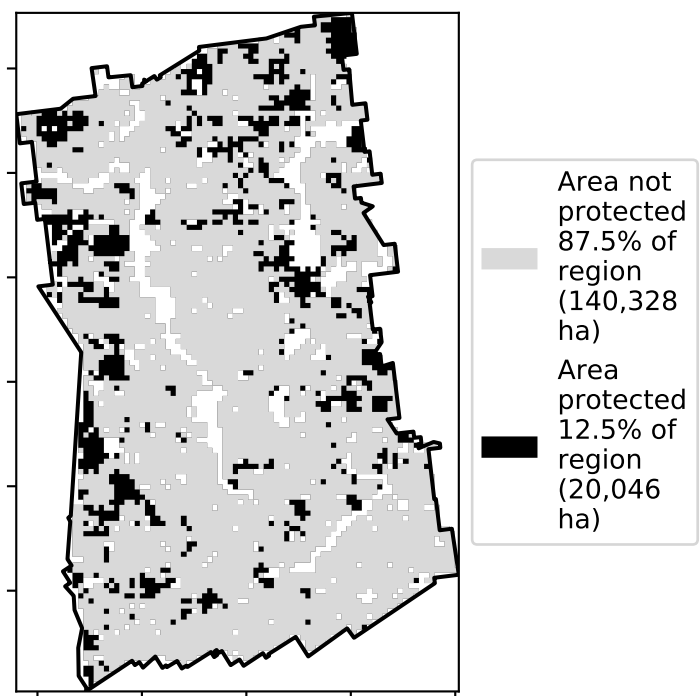 Area not
protected
87.5% of
region
(140,328
ha)
Area
protected
12.5% of
region
(20,046
ha)